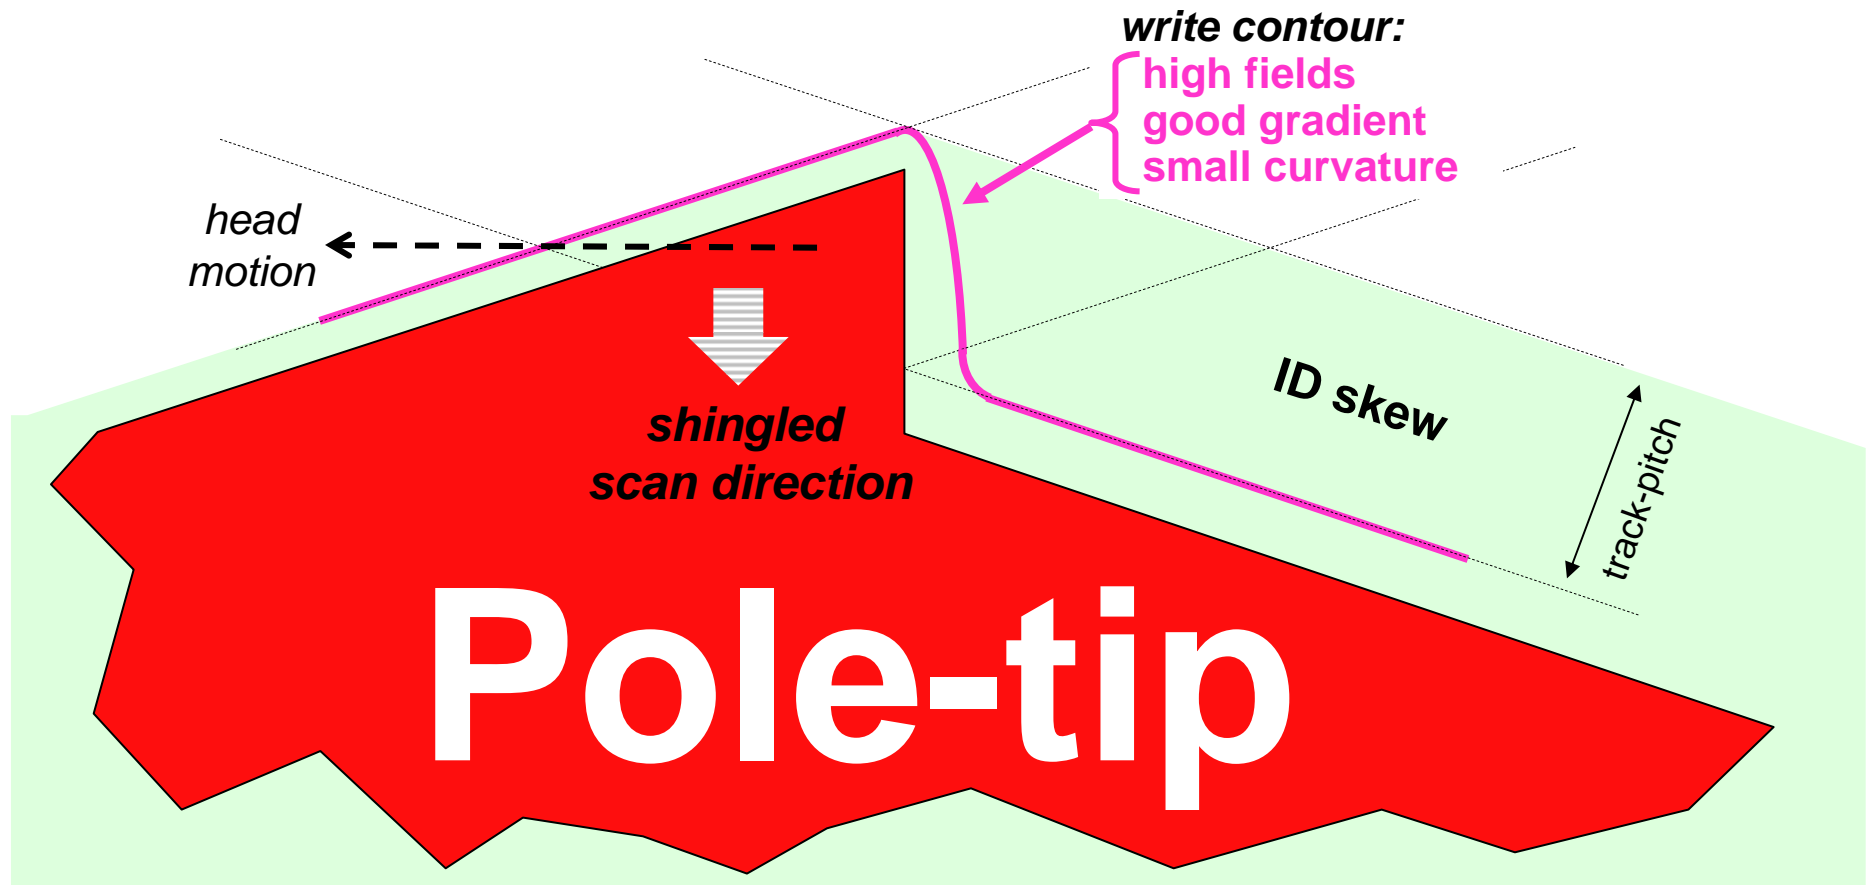 write contour:
high fields
good gradient
small curvature
head
motion
shingled
scan direction
ID skew
track-pitch
Pole-tip